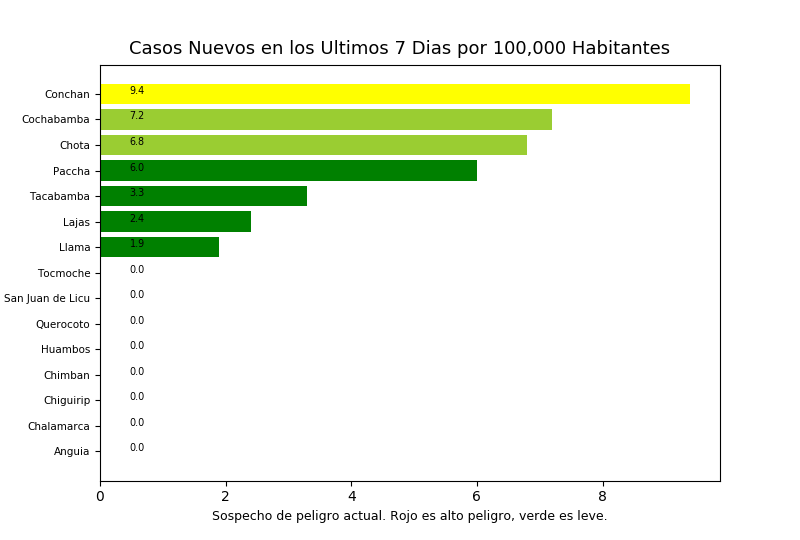 Casos Nuevos en los Ultimos 7 Dias por 100,000 Habitantes
Conchan 9.4
Cochabamba 7.2
Chota 6.8
Paccha 6.0
Tacabamba 3.3
Lajas 2.4
Llama 1.9
Tocmoche 0.0
San Juan de Licu 0.0
Querocoto 0.0
Huambos 0.0
Chimban 0.0
Chiguirip 0.0
Chalamarca 0.0
Anguia 0.0
0 2 4 6 8
Sospecho de peligro actual. Rojo es alto peligro, verde es leve.